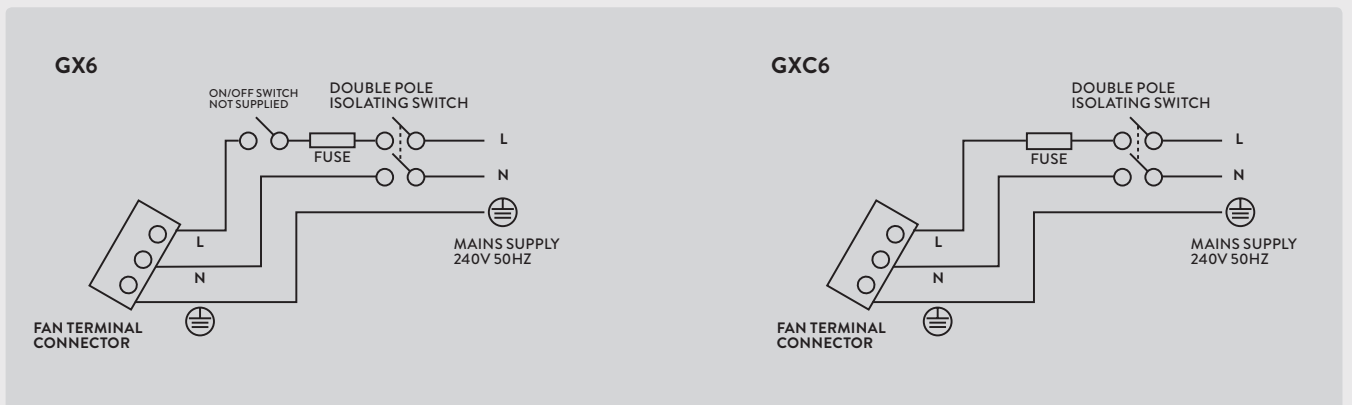 GX6
ON/OFF SWITCH
NOT SUPPLIED
DOUBLE POLE
ISOLATING SWITCH
L
FUSE
N
L
MAINS SUPPLY
240V 50HZ
N
FAN TERMINAL
CONNECTOR
GXC6
DOUBLE POLE
ISOLATING SWITCH
L
FUSE
N
L
MAINS SUPPLY
240V 50HZ
N
FAN TERMINAL
CONNECTOR